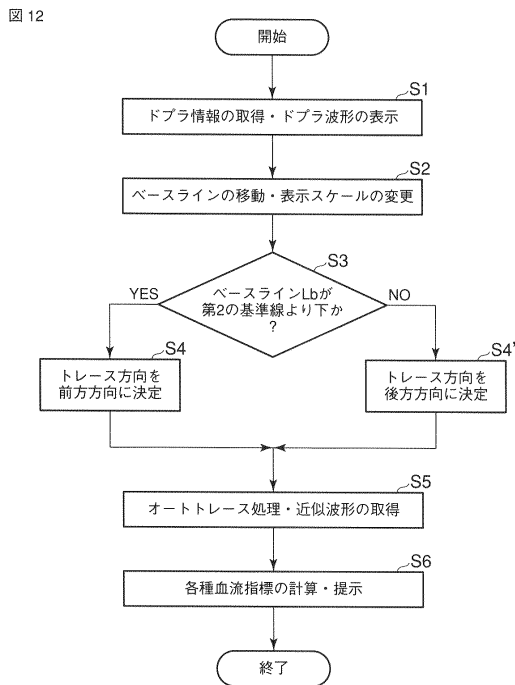 図 12
開始
S1
ドプラ情報の取得・ドプラ波形の表示
S2
ベースラインの移動・表示スケールの変更
S3
ベースラインLbが
第2の基準線より下か
?
YES
NO
S4
トレース方向を
前方方向に決定
S4'
トレース方向を
後方方向に決定
S5
オートトレース処理・近似波形の取得
S6
各種血流指標の計算・提示
終了